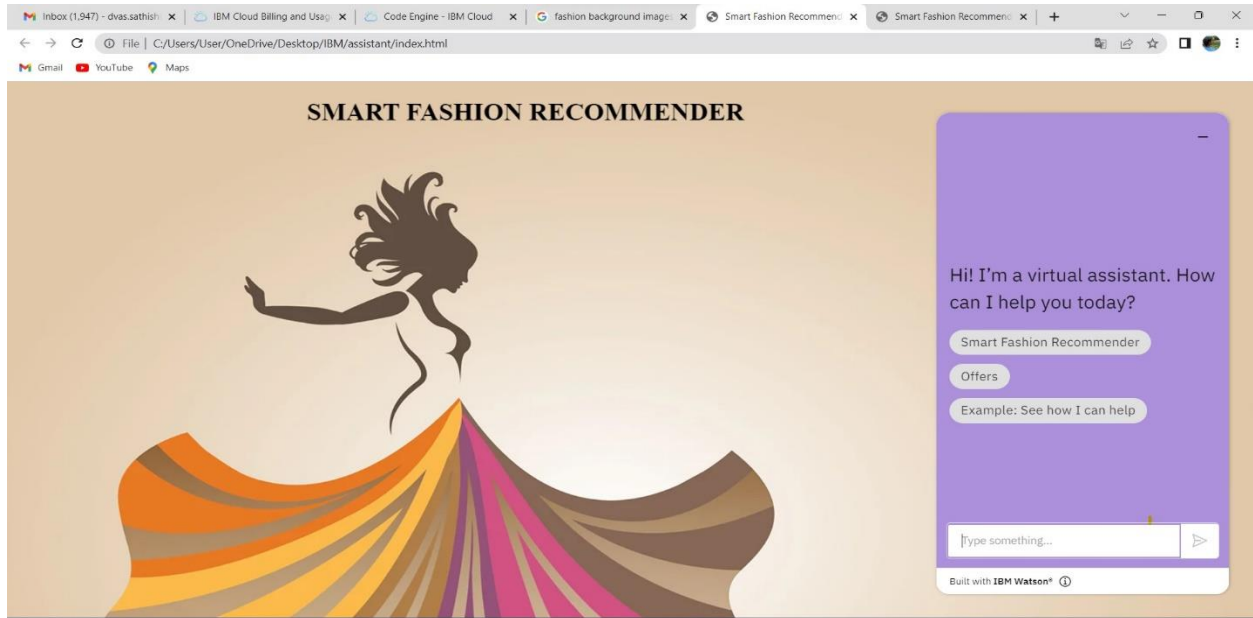 Inbox (1,947) - dvas.sathish
IBM Cloud Billing and Usag
Code Engine - IBM Cloud
fashion background image
Smart Fashion Recommend
Smart Fashion Recommend
File | C:/Users/User/OneDrive/Desktop/IBM/assistant/index.html
Gmail YouTube Maps
SMART FASHION RECOMMENDER
Hi! I'm a virtual assistant. How
can I help you today?
Smart Fashion Recommender
Offers
Example: See how I can help
Type something...
Built with IBM Watson®